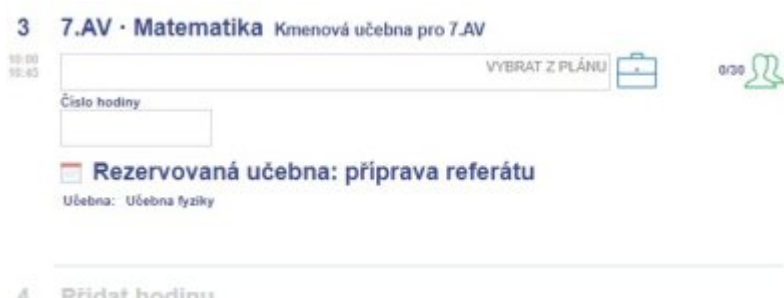 3 7.AV · Matematika Kmenová učebna pro 7.AV
10:00
10:45
VYBRAT Z PLÁNU
0/30
Číslo hodiny
Rezervovaná učebna: příprava referátu
Učebna: Učebna fyziky
4 Přidat hodinu